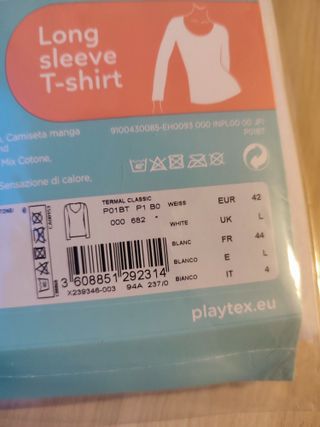 Long
sleeve
T-shirt
9100430085-EH0093 000 INPL00 00 JP)
P01BT
Camiseta manga
Mix Cotone,
Sensazione di calore,
TERMAL CLASSIC
P01BT P1 B0
000 682 *
WEISS
WHITE
BLANC
BLANCO
BIANCO
EUR 42
UK L
FR 44
E L
IT 4
3 608851 292314
X239346-003 94A 237/0
playtex.eu